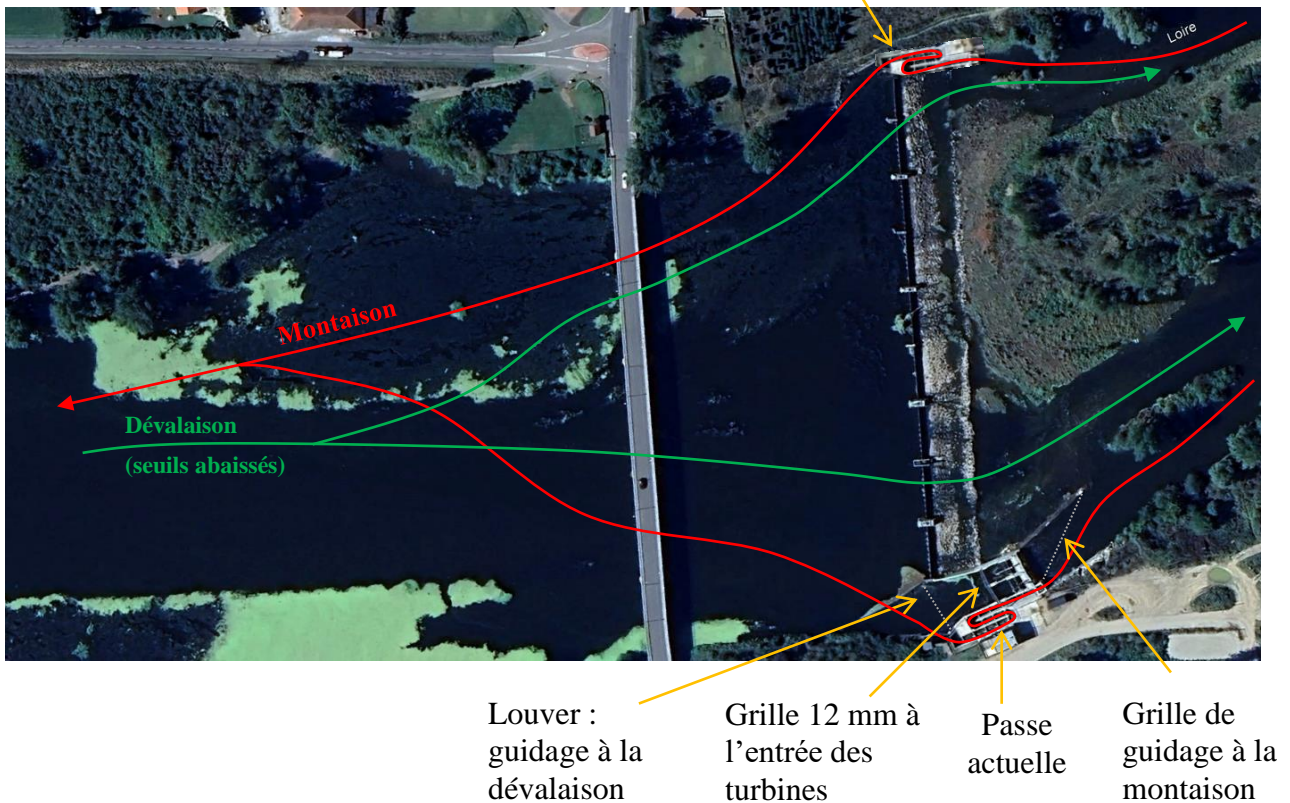 Loire
Montaison
Dévalaison
(seuils abaissés)
Louver :
guidage à la
dévalaison
Grille 12 mm à
l’entrée des
turbines
Passe
actuelle
Grille de
guidage à la
montaison